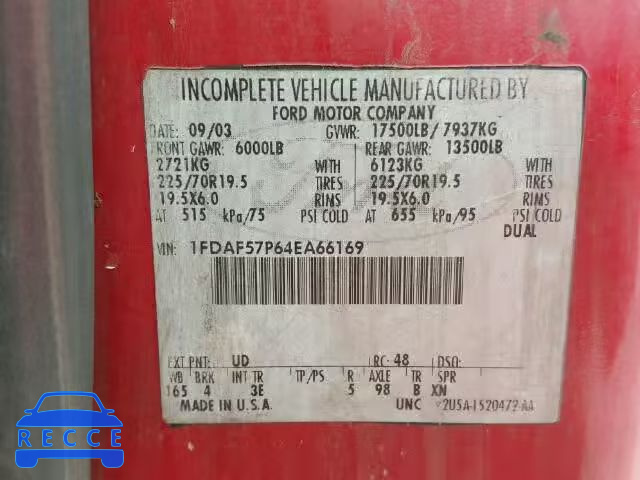 INCOMPLETE VEHICLE MANUFACTURED BY
FORD MOTOR COMPANY
DATE: 09/03 GVWR: 17500LB/ 7937KG
FRONT GAWR: 6000LB REAR GAWR: 13500LB
2721KG WITH 6123KG WITH
225/70R19.5 TIRES 225/70R19.5 TIRES
19.5X6.0 RIMS 19.5X6.0 RIMS
AT 515 kPa/75 PSI COLD AT 655 kPa/95 PSI COLD
DUAL
VIN: 1FDAF57P64EA66169
EXT PNT: UD RC: 48 DSO:
WB BRK INT TR TP/PS R AXLE TR SPR
165 4 3E 5 98 B XN
MADE IN U.S.A. UNC
RECCE